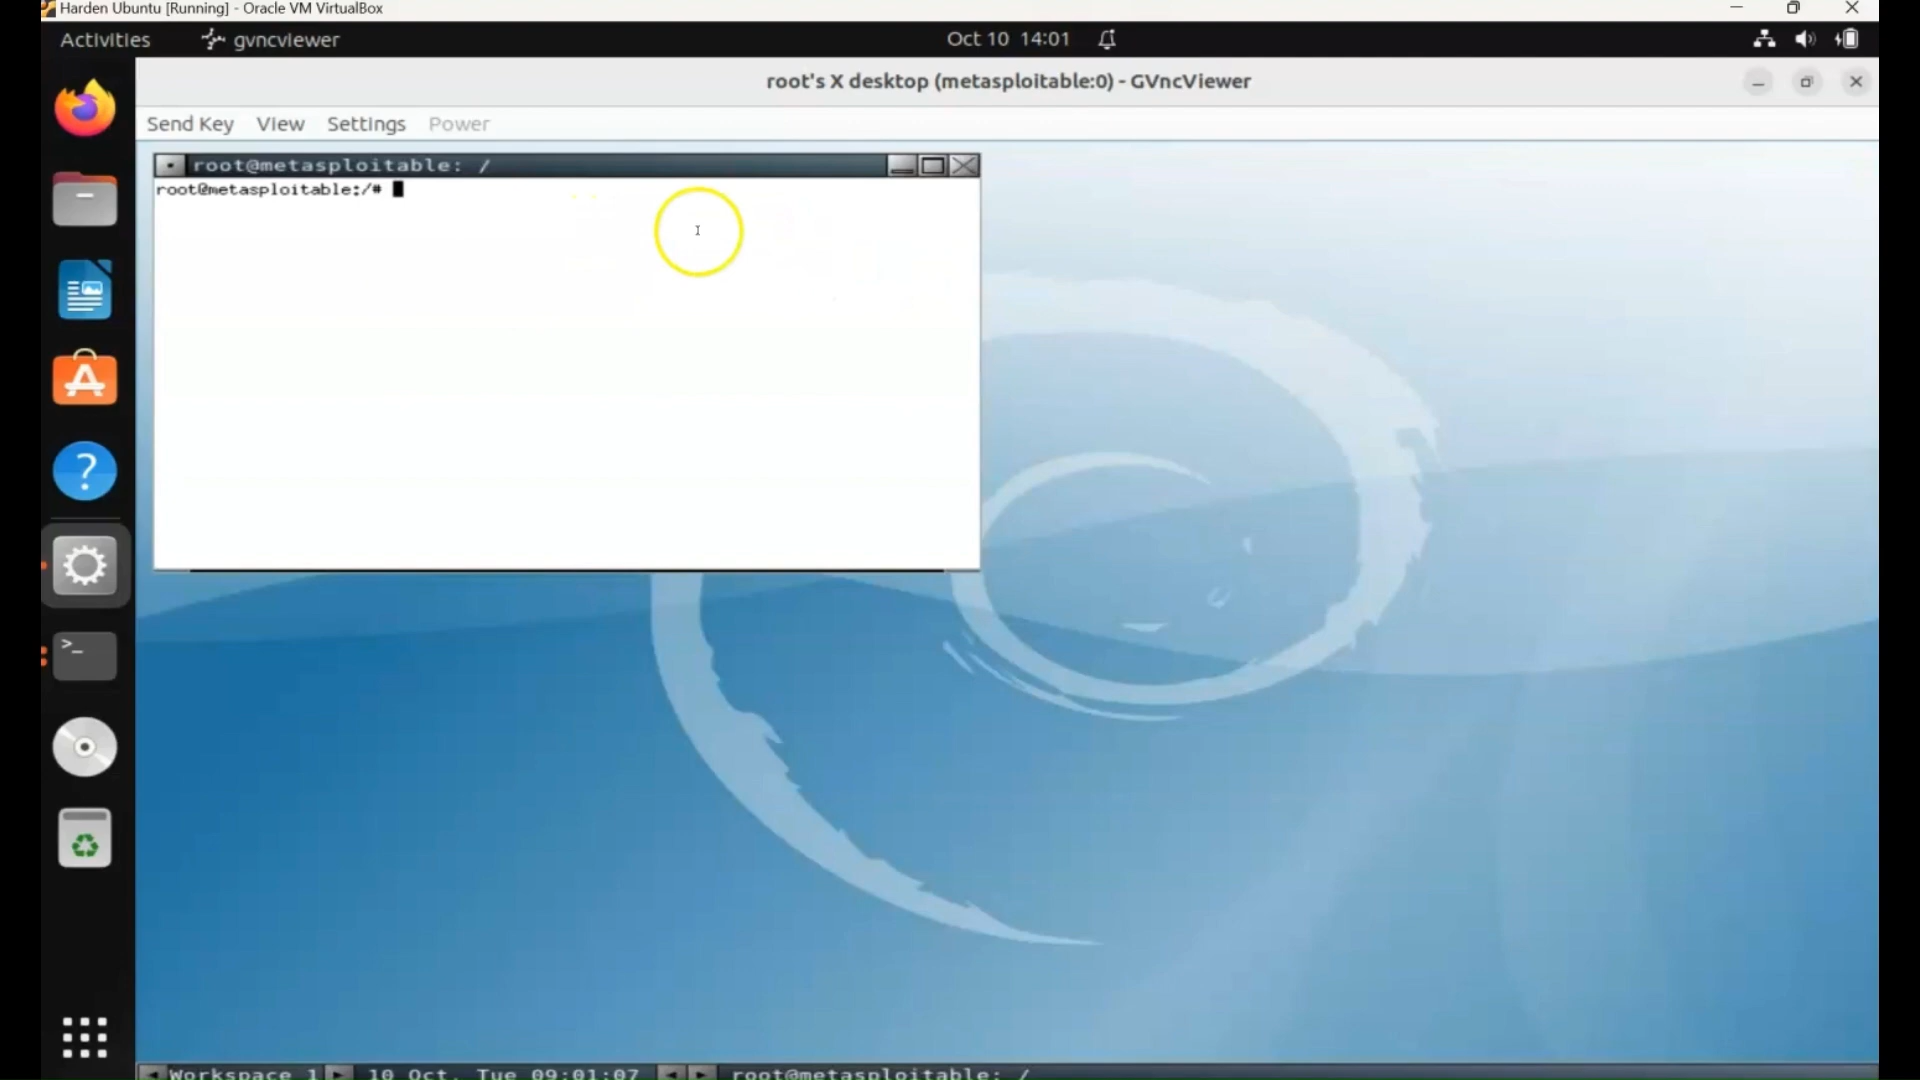 Harden Ubuntu [Running] - Oracle VM VirtualBox
Activities gvncviewer Oct 10 14:01
root's X desktop (metasploitable:0) - GVncViewer
Send Key View Settings Power
root@metasploitable: /
root@metasploitable:/#
Workspace 1 10 Oct, Tue 09:01:07 root@metasploitable: /